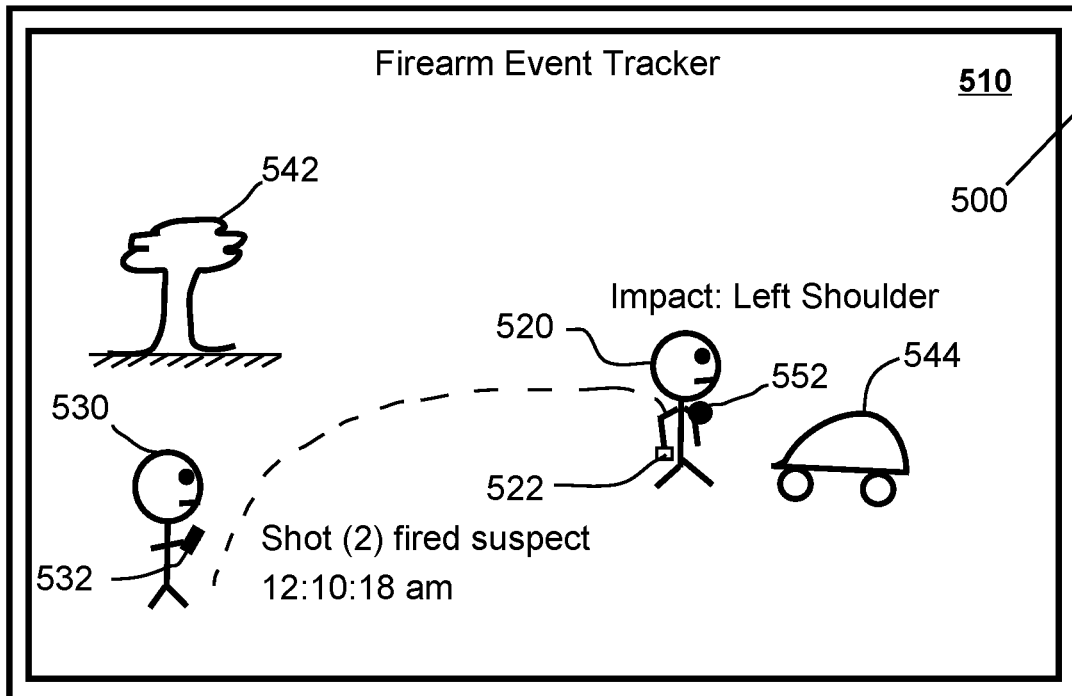 Firearm Event Tracker
510
542
500
Impact: Left Shoulder
520
544
552
530
522
Shot (2) fired suspect
532
12:10:18 am